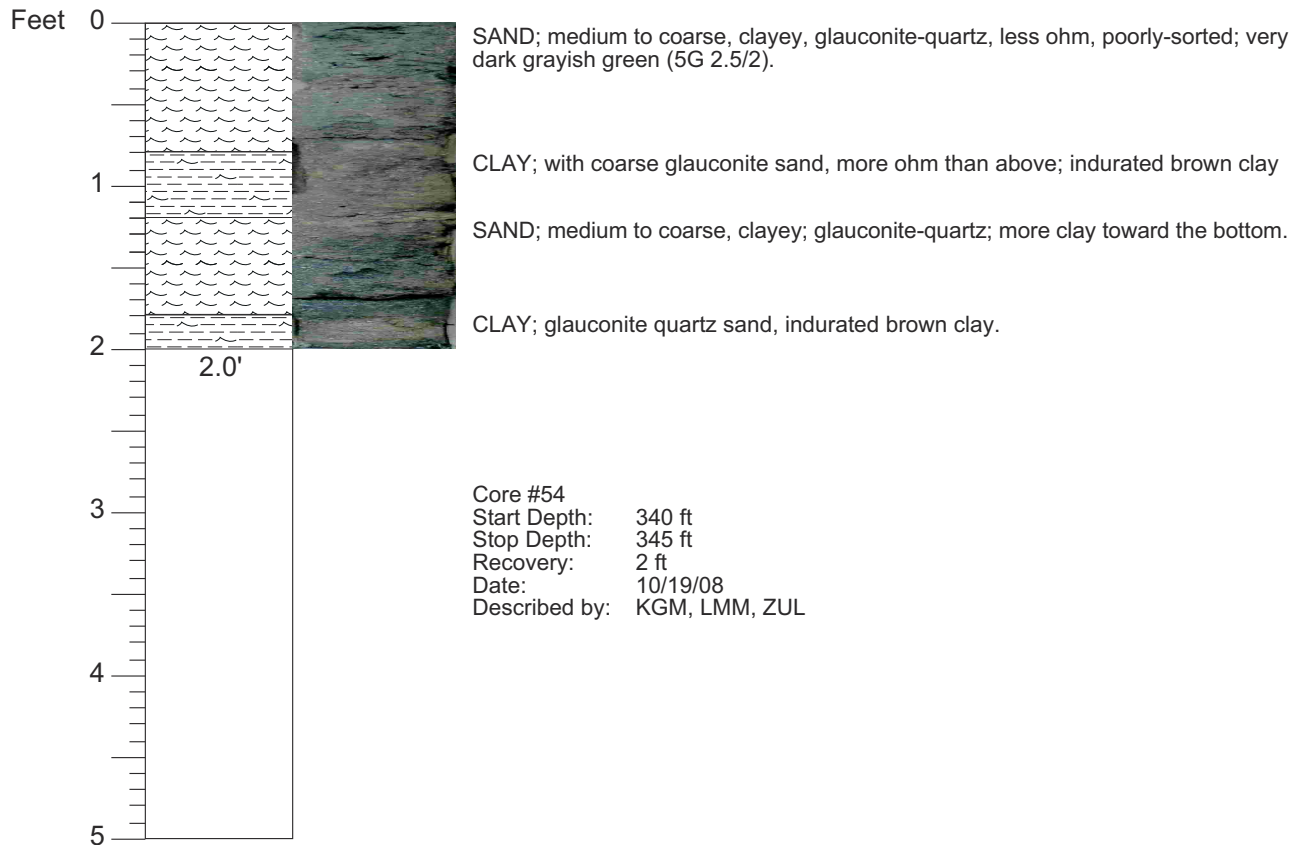 Feet
0
SAND; medium to coarse, clayey, glauconite-quartz, less ohm, poorly-sorted; very
dark grayish green (5G 2.5/2).
CLAY; with coarse glauconite sand, more ohm than above; indurated brown clay
1
SAND; medium to coarse, clayey; glauconite-quartz; more clay toward the bottom.
CLAY; glauconite quartz sand, indurated brown clay.
2
2.0'
3
Core #54
Start Depth: 340 ft
Stop Depth: 345 ft
Recovery: 2 ft
Date: 10/19/08
Described by: KGM, LMM, ZUL
4
5